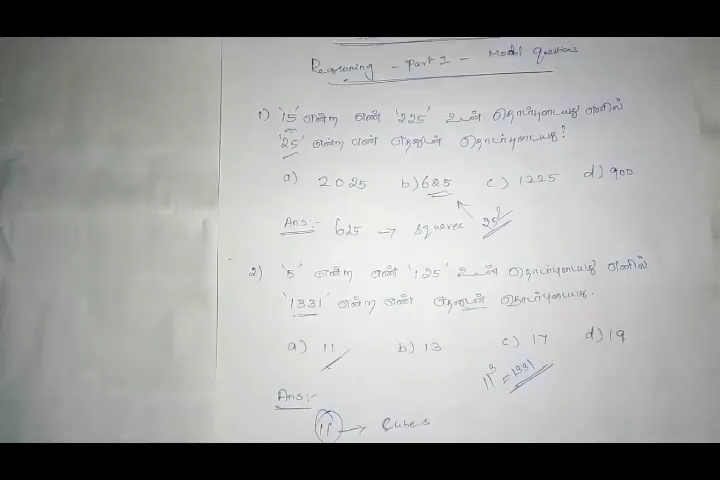 Reasoning - Part I - Model Questions
1) '15' என்ற எண் '225' உடன் தொடர்புடையது எனில்
'25' என்ற எண் எதனுடன் தொடர்புடையது?
a) 2025 b) 625 c) 1225 d) 900
Ans:- 625 → squares 25²
2) '5' என்ற எண் '125' உடன் தொடர்புடையது எனில்
'1331' என்ற எண் எதனுடன் தொடர்புடையது.
a) 11 b) 13 c) 17 d) 19
11³ = 1331
Ans:-
11 → Cubes